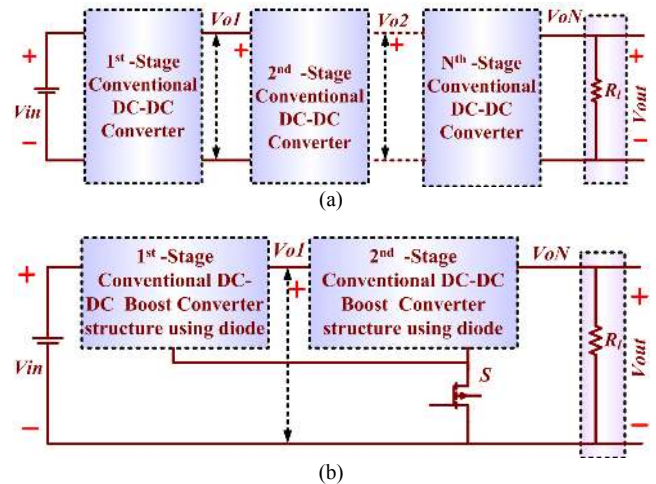 Vo1
Vo2
VoN
+
1st -Stage
Conventional
DC-DC
Converter
+
2nd -Stage
Conventional
DC-DC
Converter
+
Nth-Stage
Conventional
DC-DC
Converter
+
Vin
Rl
Vout
−
−
(a)
+
1st -Stage
Conventional DC-
DC Boost Converter
structure using diode
Vo1
+
2nd -Stage
Conventional DC-DC
Boost Converter
structure using diode
VoN
+
Vin
S
Rl
Vout
−
−
(b)